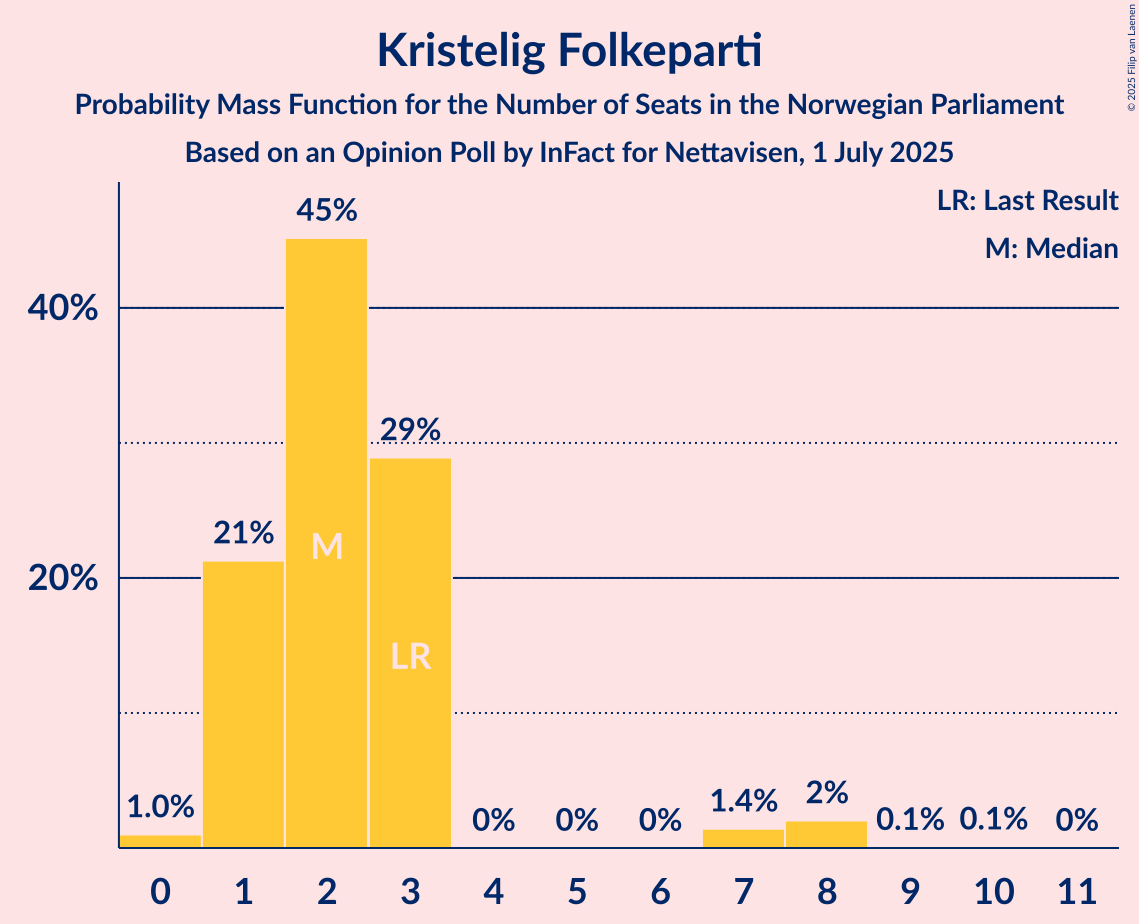 Kristelig Folkeparti
Probability Mass Function for the Number of Seats in the Norwegian Parliament
Based on an Opinion Poll by InFact for Nettavisen, 1 July 2025
© 2025 Filip van Laenen
LR: Last Result
M: Median
40%
20%
1.0%
21%
45%
29%
0%
0%
0%
1.4%
2%
0.1%
0.1%
0%
M
LR
0 1 2 3 4 5 6 7 8 9 10 11